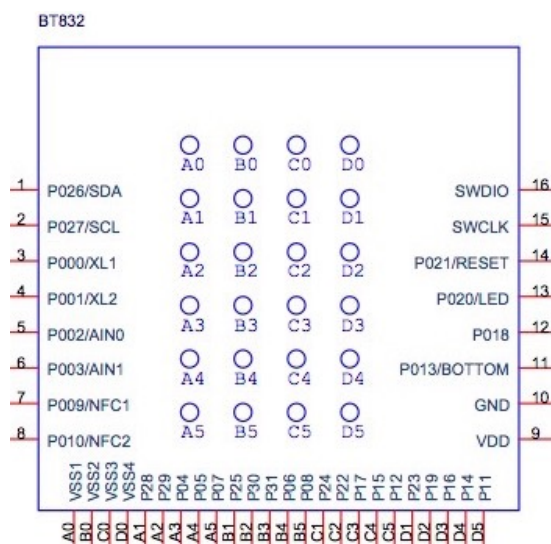 BT832
A0 B0 C0 D0
1 P026/SDA SWDIO 16
A1 B1 C1 D1
2 P027/SCL SWCLK 15
3 P000/XL1 A2 B2 C2 D2 P021/RESET 14
4 P001/XL2 P020/LED 13
A3 B3 C3 D3
5 P002/AIN0 P018 12
6 P003/AIN1 A4 B4 C4 D4 P013/BOTTOM 11
7 P009/NFC1 GND 10
8 P010/NFC2 A5 B5 C5 D5 VDD 9
VSS1 VSS2 VSS3 VSS4 P28 P29 P04 P05 P07 P25 P30 P31 P06 P08 P24 P22 P17 P15 P12 P23 P19 P16 P14 P11
A0 B0 C0 D0 A1 A2 A3 A4 A5 B1 B2 B3 B4 B5 C1 C2 C3 C4 C5 D1 D2 D3 D4 D5